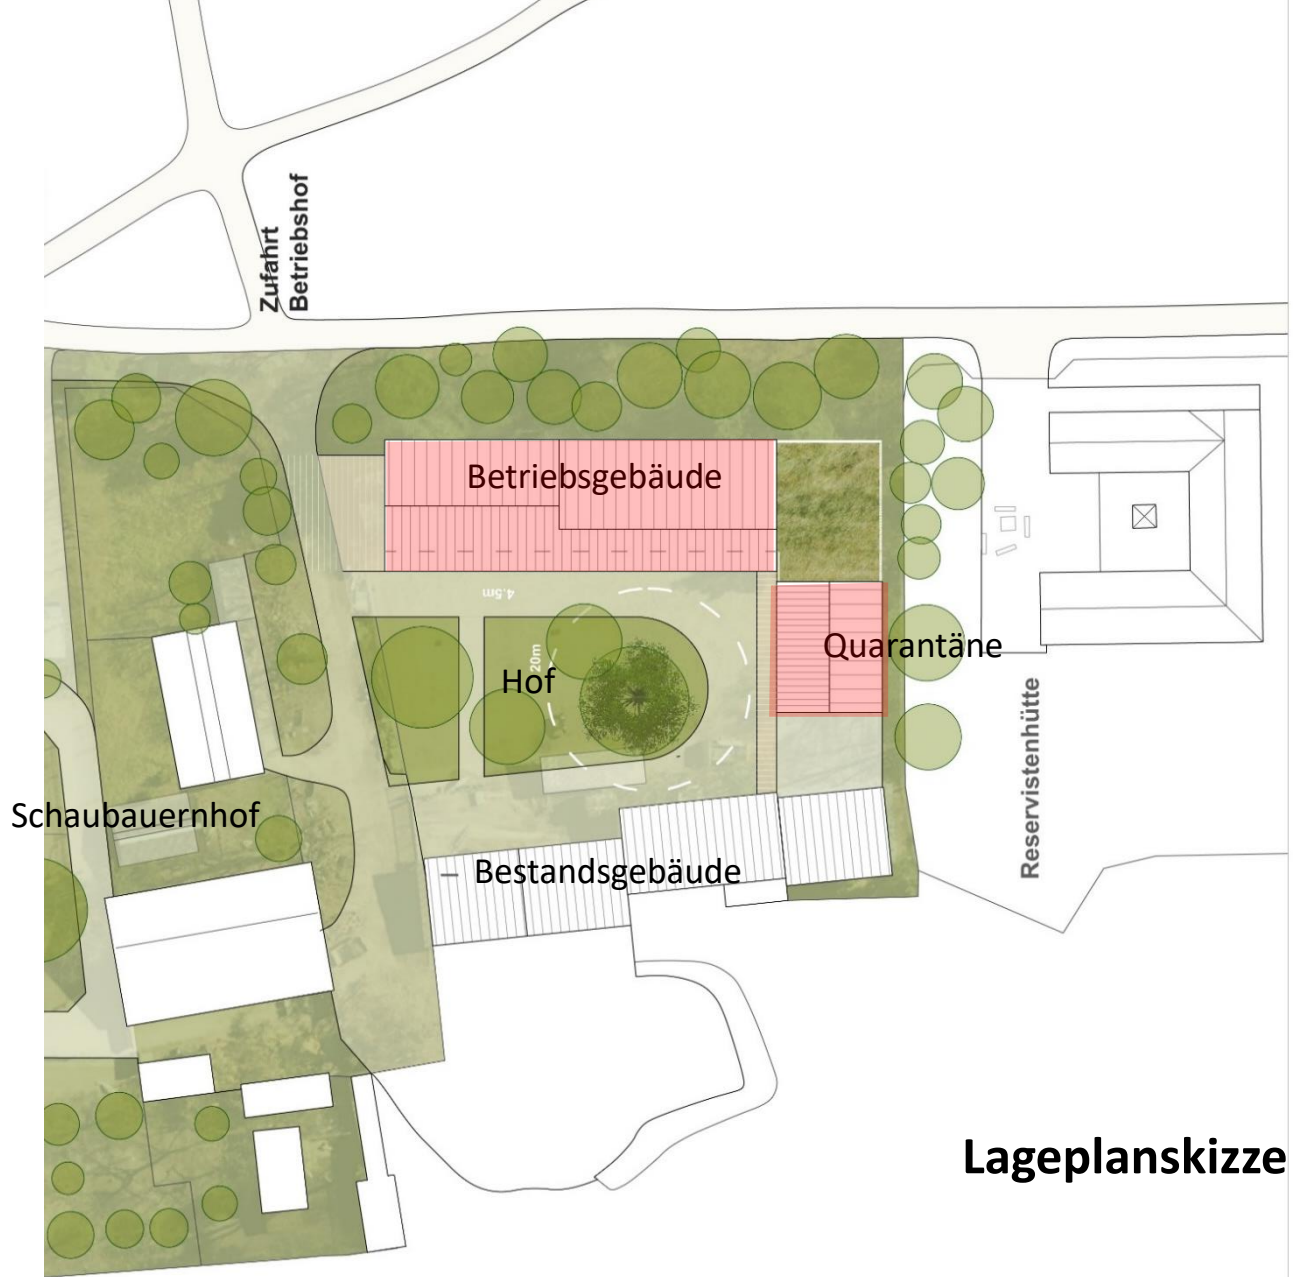 Zufahrt
Betriebshof
Betriebsgebäude
4,5m
20m
Hof
Quarantäne
Reservistenhütte
Schaubauernhof
Bestandsgebäude
Lageplanskizze